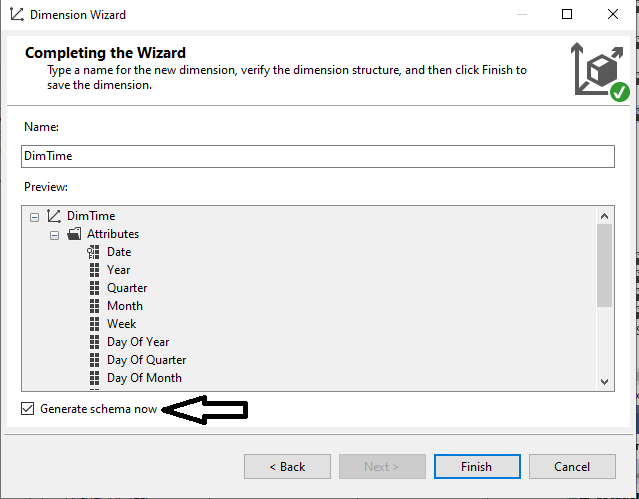 Dimension Wizard
Completing the Wizard
Type a name for the new dimension, verify the dimension structure, and then click Finish to
save the dimension.
Name:
DimTime
Preview:
DimTime
Attributes
Date
Year
Quarter
Month
Week
Day Of Year
Day Of Quarter
Day Of Month
Generate schema now
< Back
Next >
Finish
Cancel